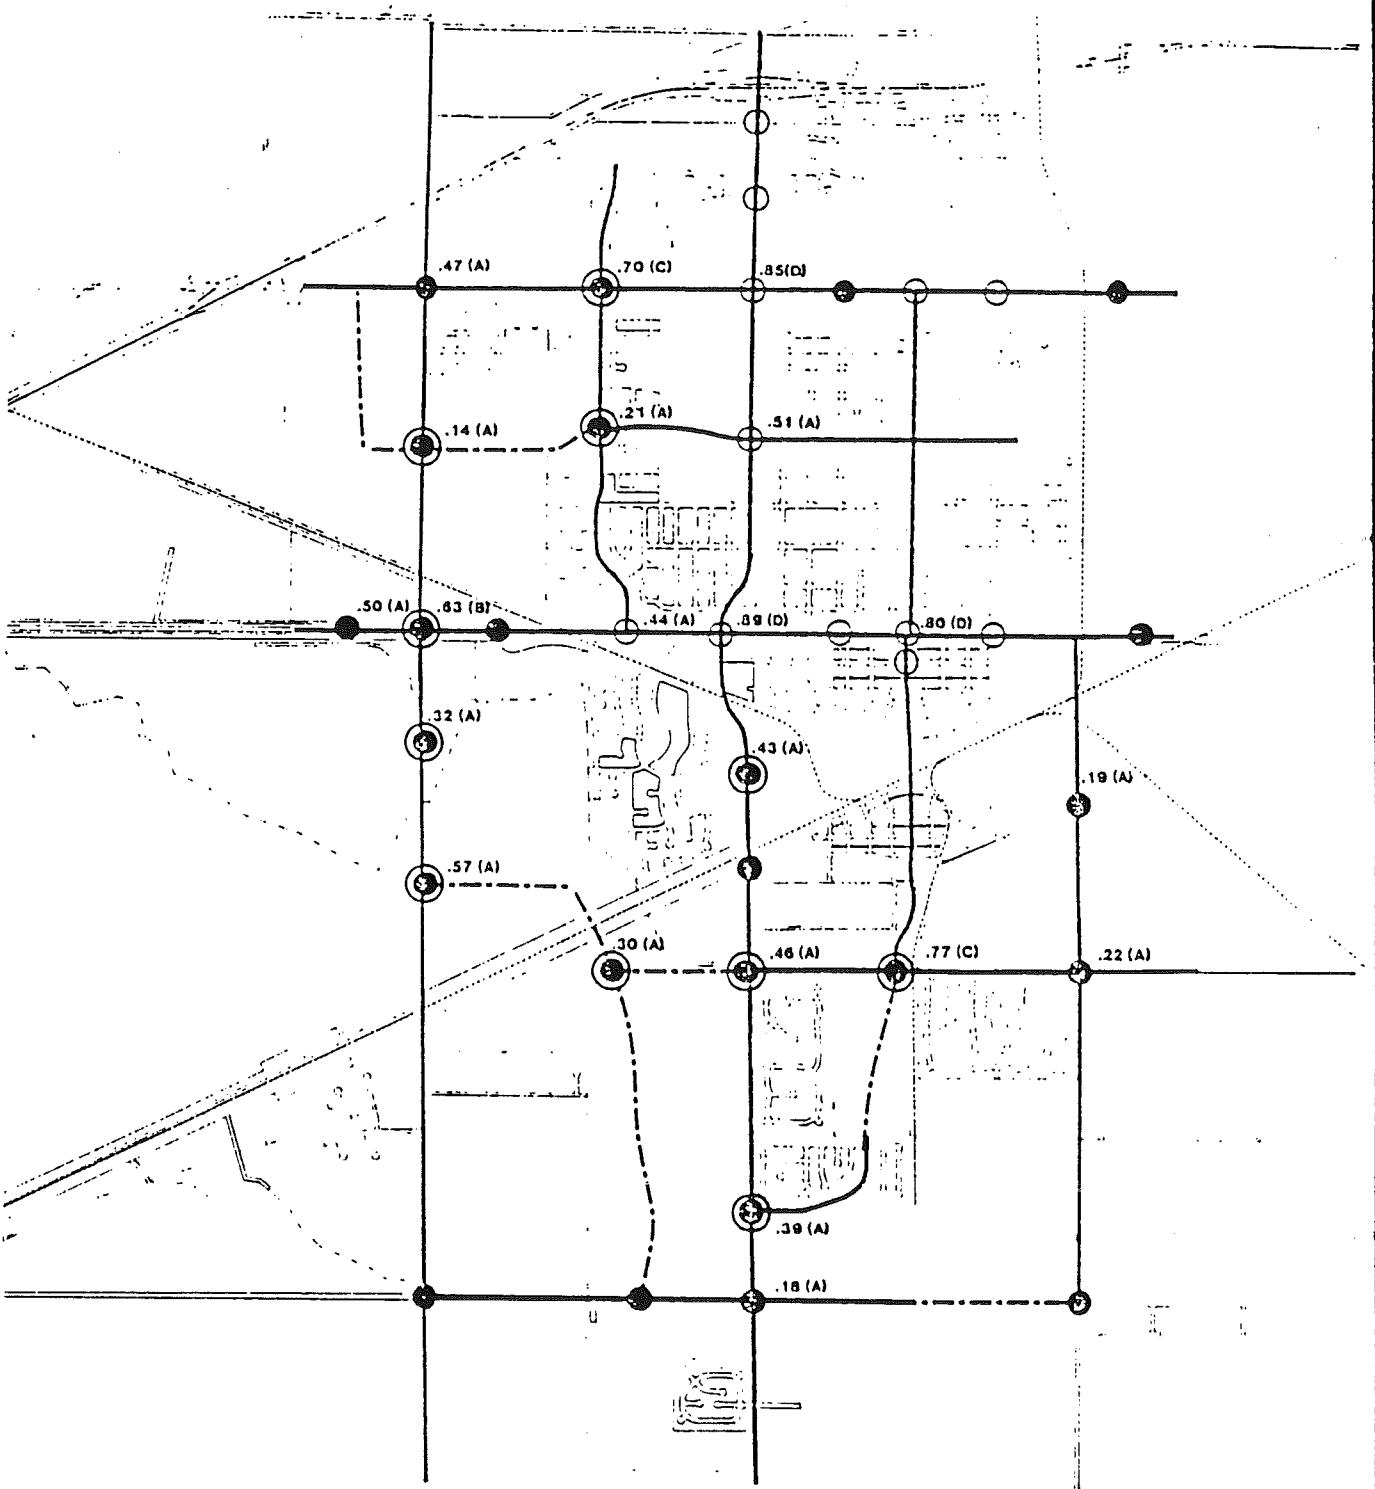 .47 (A)
.70 (C)
.85(D)
.14 (A)
.21 (A)
.51 (A)
.50 (A)
.63 (B)
.44 (A)
.89 (D)
.80 (D)
.32 (A)
.43 (A)
.19 (A)
.57 (A)
.30 (A)
.46 (A)
.77 (C)
.22 (A)
.39 (A)
.18 (A)